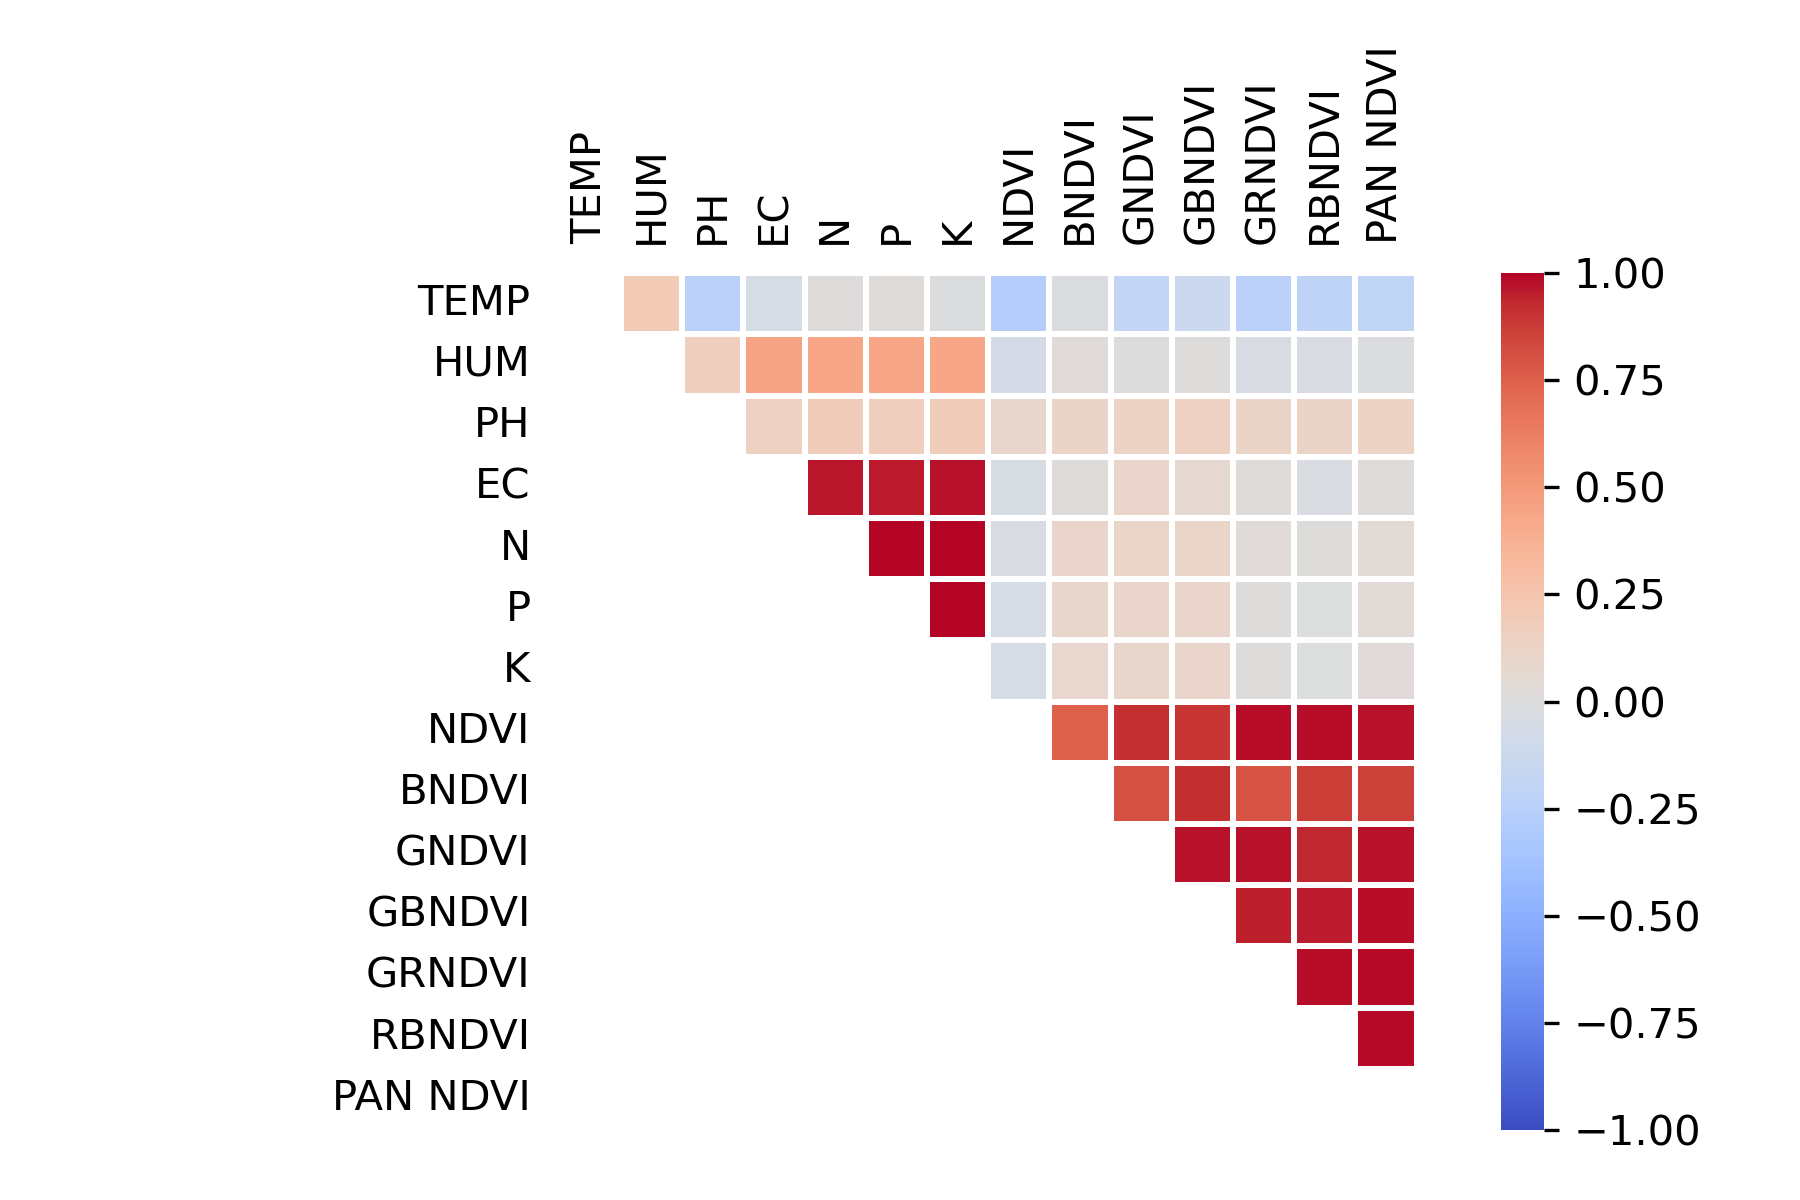 TEMP
HUM
PH
EC
N
P
K
NDVI
BNDVI
GNDVI
GBNDVI
GRNDVI
RBNDVI
PAN NDVI
TEMP
HUM
PH
EC
N
P
K
NDVI
BNDVI
GNDVI
GBNDVI
GRNDVI
RBNDVI
PAN NDVI
1.00
0.75
0.50
0.25
0.00
−0.25
−0.50
−0.75
−1.00